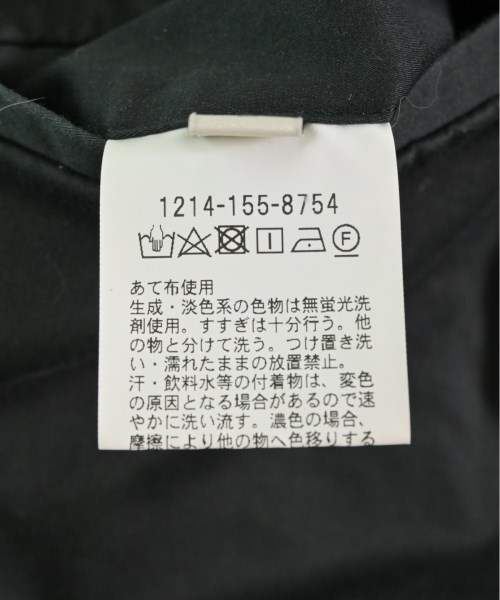 1214-155-8754
F
あて布使用
生成・淡色系の色物は無蛍光洗
剤使用。すすぎは十分行う。他
の物と分けて洗う。つけ置き洗
い・濡れたままの放置禁止。
汗・飲料水等の付着物は、変色
の原因となる場合があるので速
やかに洗い流す。濃色の場合、
摩擦により他の物へ色移りする